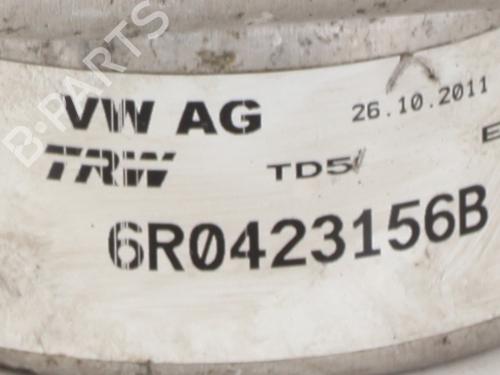 B-PARTS
VW AG
26.10.2011
TRW
TD5
E
6R0423156B